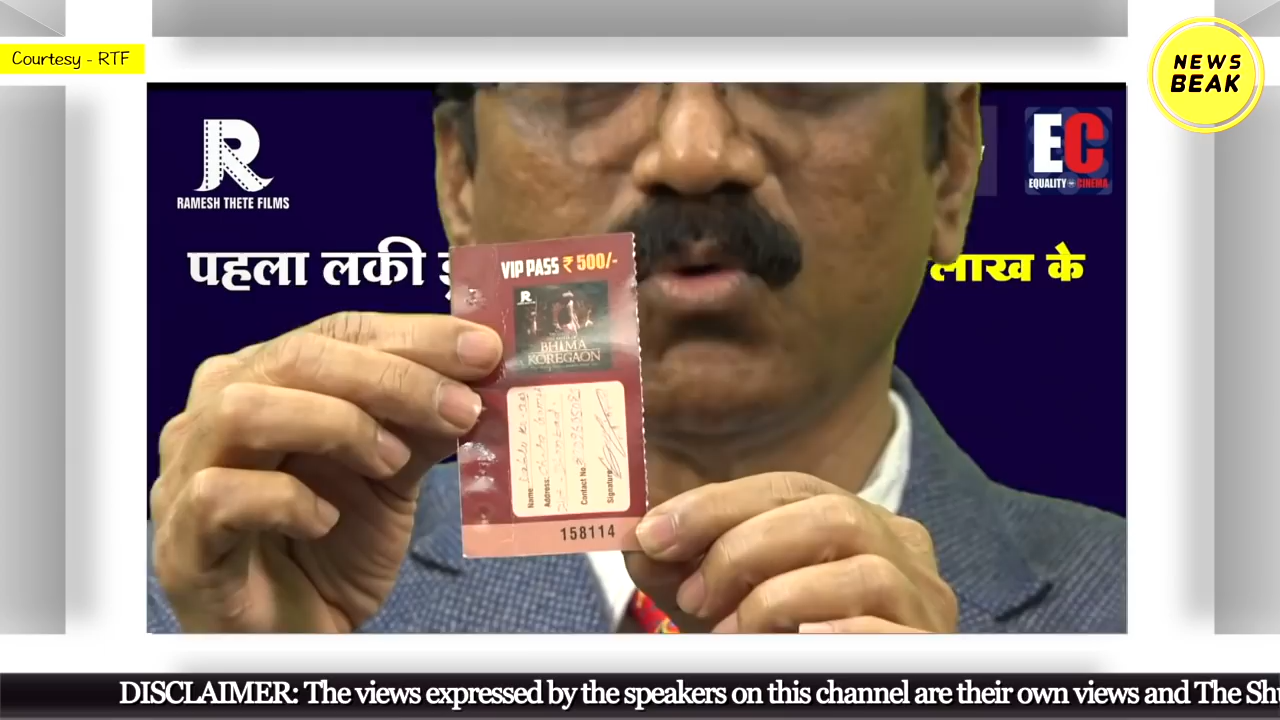 Courtesy - RTF
NEWS
BEAK
RAMESH THETE FILMS
EC
EQUALITY CINEMA
पहला लकी
लाख के
VIP PASS ₹ 500/-
R
BHIMA
KOREGAON
Name:
Address:
Contact No.
Signature
158114
DISCLAIMER: The views expressed by the speakers on this channel are their own views and The